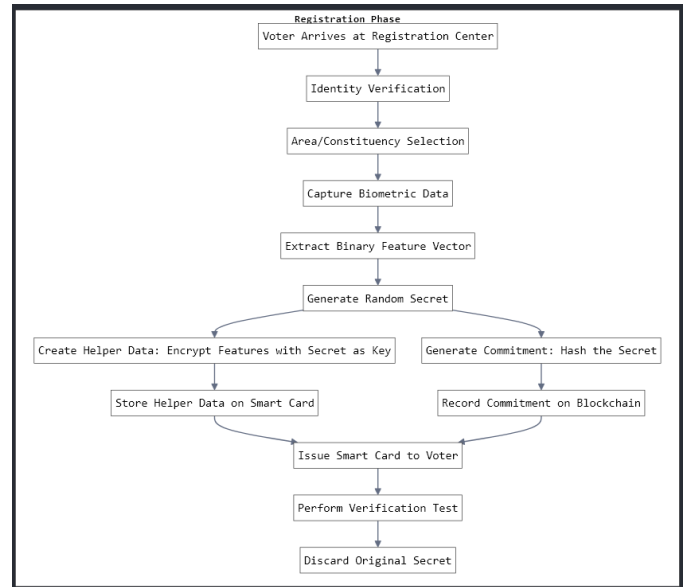 Registration Phase
Voter Arrives at Registration Center
Identity Verification
Area/Constituency Selection
Capture Biometric Data
Extract Binary Feature Vector
Generate Random Secret
Create Helper Data: Encrypt Features with Secret as Key
Generate Commitment: Hash the Secret
Store Helper Data on Smart Card
Record Commitment on Blockchain
Issue Smart Card to Voter
Perform Verification Test
Discard Original Secret